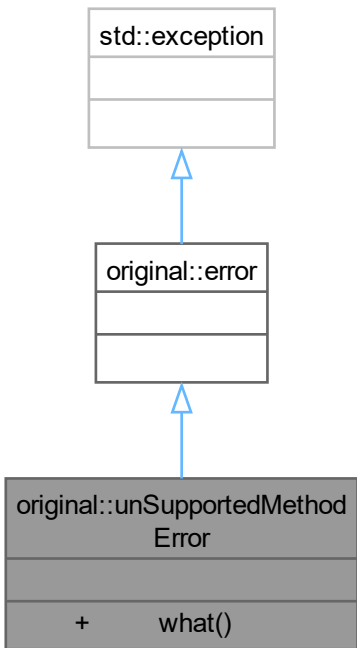 std::exception
original::error
original::unSupportedMethod
Error
+ what()